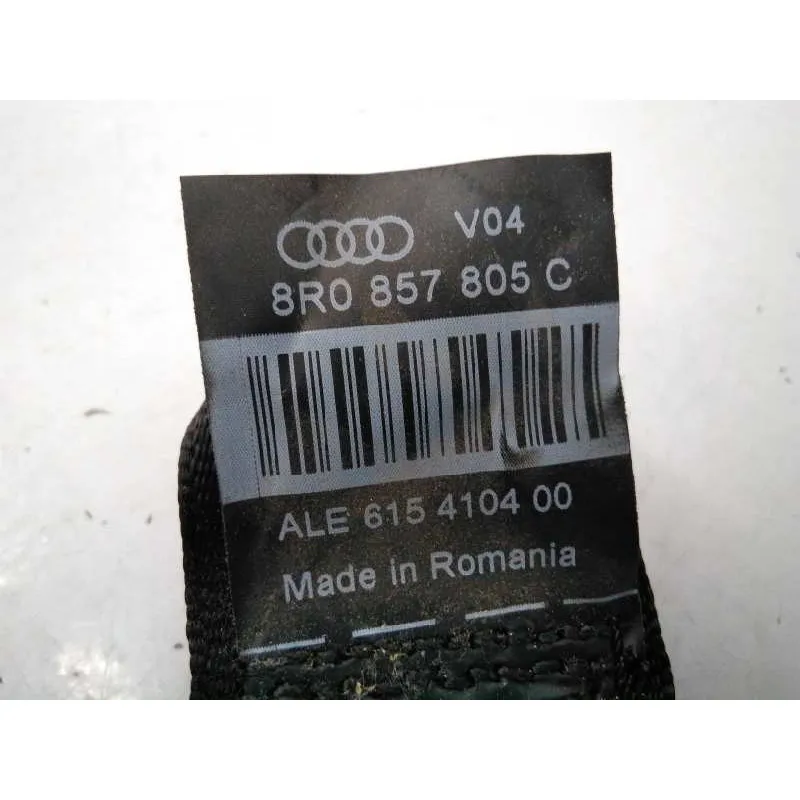 V04
8R0 857 805 C
ALE 615 4104 00
Made in Romania